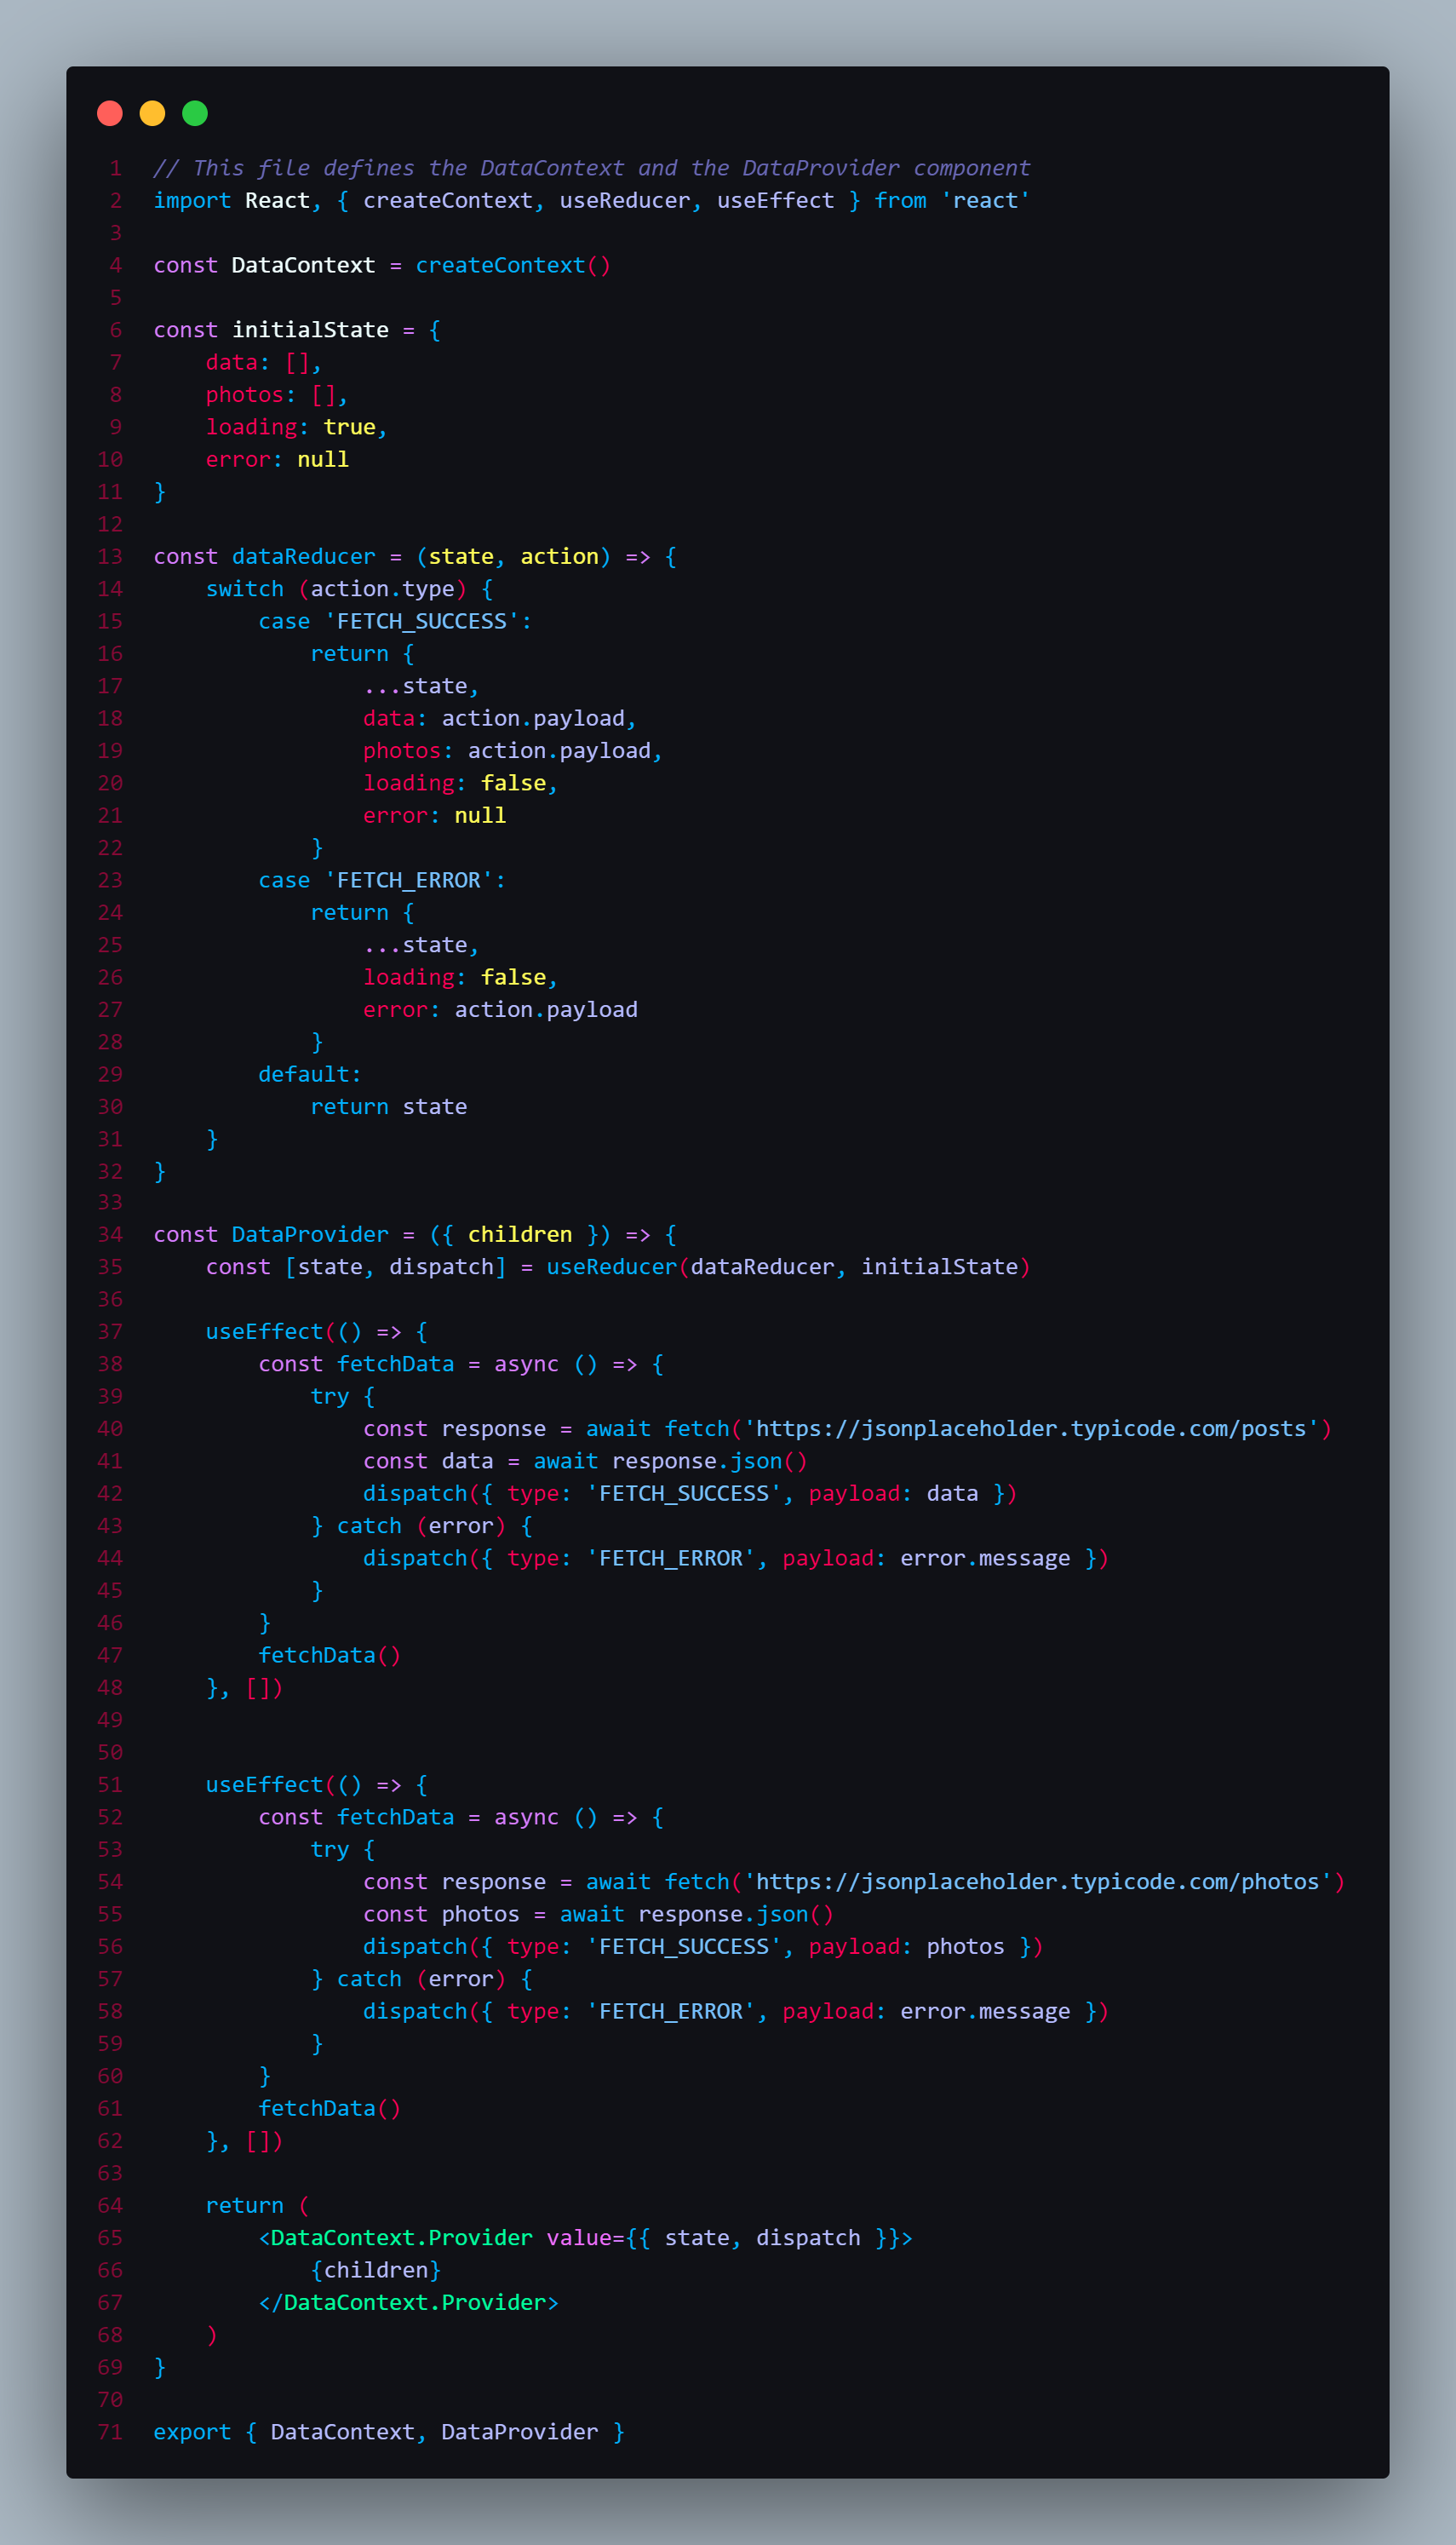 1 // This file defines the DataContext and the DataProvider component
2 import React, { createContext, useReducer, useEffect } from 'react'
3
4 const DataContext = createContext()
5
6 const initialState = {
7     data: [],
8     photos: [],
9     loading: true,
10     error: null
11 }
12
13 const dataReducer = (state, action) => {
14     switch (action.type) {
15         case 'FETCH_SUCCESS':
16             return {
17                 ...state,
18                 data: action.payload,
19                 photos: action.payload,
20                 loading: false,
21                 error: null
22             }
23         case 'FETCH_ERROR':
24             return {
25                 ...state,
26                 loading: false,
27                 error: action.payload
28             }
29         default:
30             return state
31     }
32 }
33
34 const DataProvider = ({ children }) => {
35     const [state, dispatch] = useReducer(dataReducer, initialState)
36
37     useEffect(() => {
38         const fetchData = async () => {
39             try {
40                 const response = await fetch('https://jsonplaceholder.typicode.com/posts')
41                 const data = await response.json()
42                 dispatch({ type: 'FETCH_SUCCESS', payload: data })
43             } catch (error) {
44                 dispatch({ type: 'FETCH_ERROR', payload: error.message })
45             }
46         }
47         fetchData()
48     }, [])
49
50
51     useEffect(() => {
52         const fetchData = async () => {
53             try {
54                 const response = await fetch('https://jsonplaceholder.typicode.com/photos')
55                 const photos = await response.json()
56                 dispatch({ type: 'FETCH_SUCCESS', payload: photos })
57             } catch (error) {
58                 dispatch({ type: 'FETCH_ERROR', payload: error.message })
59             }
60         }
61         fetchData()
62     }, [])
63
64     return (
65         <DataContext.Provider value={{ state, dispatch }}>
66             {children}
67         </DataContext.Provider>
68     )
69 }
70
71 export { DataContext, DataProvider }